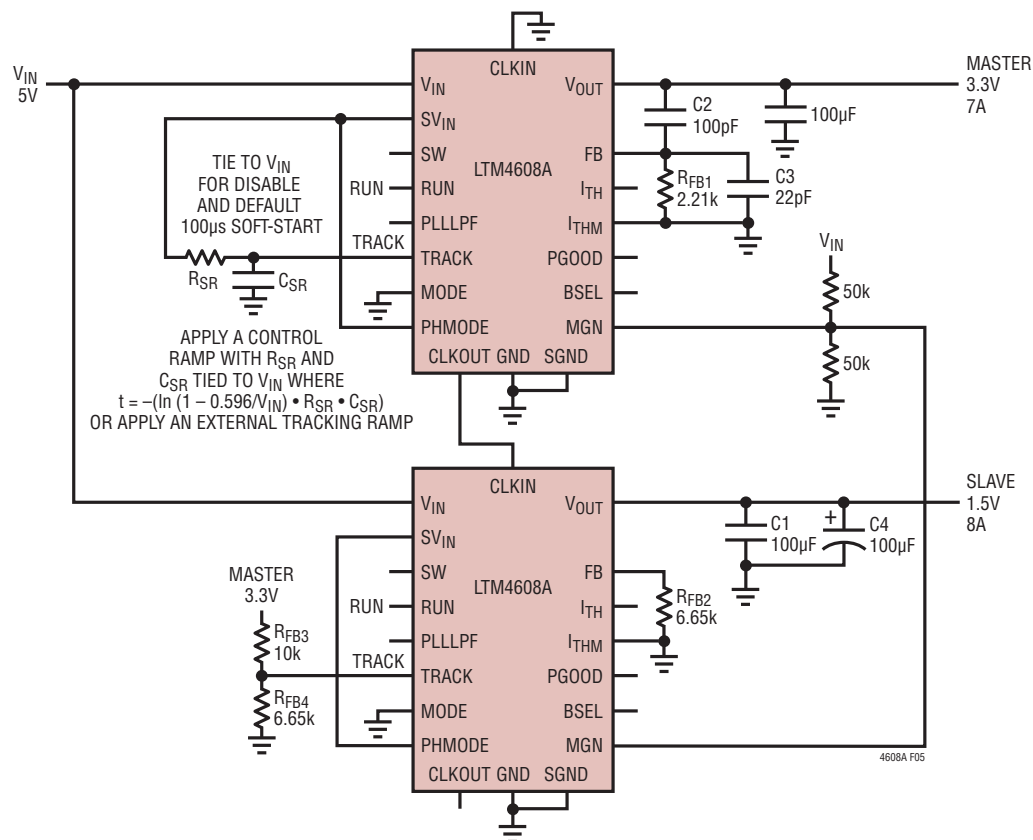 V_IN
5V
CLKIN
V_IN
SV_IN
SW
RUN
RUN
PLLLPF
TRACK
TRACK
MODE
PHMODE
CLKOUT GND SGND
LTM4608A
V_OUT
FB
I_TH
I_THM
PGOOD
BSEL
MGN
TIE TO V_IN
FOR DISABLE
AND DEFAULT
100µs SOFT-START
R_SR
C_SR
APPLY A CONTROL
RAMP WITH R_SR AND
C_SR TIED TO V_IN WHERE
t = –(ln (1 – 0.596/V_IN) • R_SR • C_SR)
OR APPLY AN EXTERNAL TRACKING RAMP
C2
100pF
100µF
MASTER
3.3V
7A
R_FB1
2.21k
C3
22pF
V_IN
50k
50k
CLKIN
V_IN
SV_IN
SW
RUN
RUN
PLLLPF
TRACK
TRACK
MODE
PHMODE
CLKOUT GND SGND
LTM4608A
V_OUT
FB
I_TH
I_THM
PGOOD
BSEL
MGN
MASTER
3.3V
R_FB3
10k
R_FB4
6.65k
C1
100µF
+
C4
100µF
SLAVE
1.5V
8A
R_FB2
6.65k
4608A F05